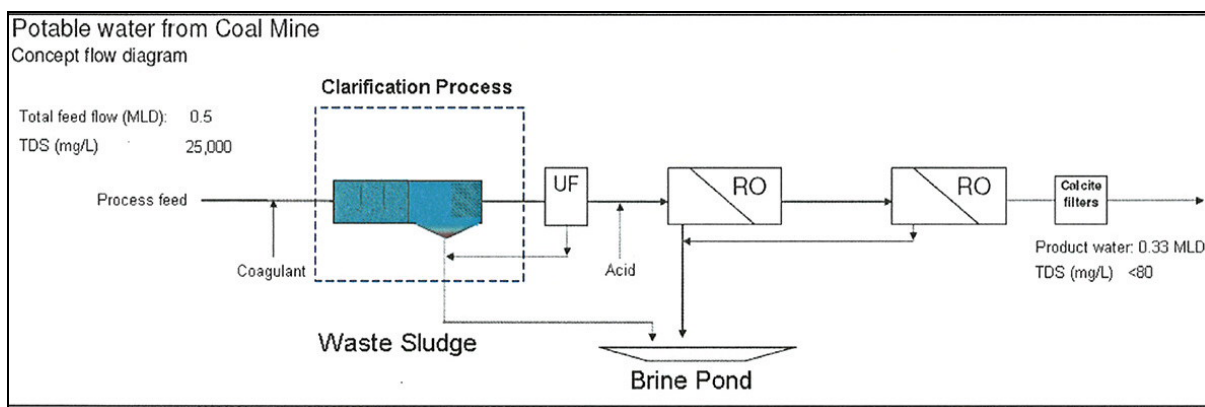 Potable water from Coal Mine
Concept flow diagram
Clarification Process
Total feed flow (MLD): 0.5
TDS (mg/L) 25,000
Process feed
UF
RO
RO
Calcite
filters
Coagulant
Acid
Product water: 0.33 MLD
TDS (mg/L) <80
Waste Sludge
Brine Pond